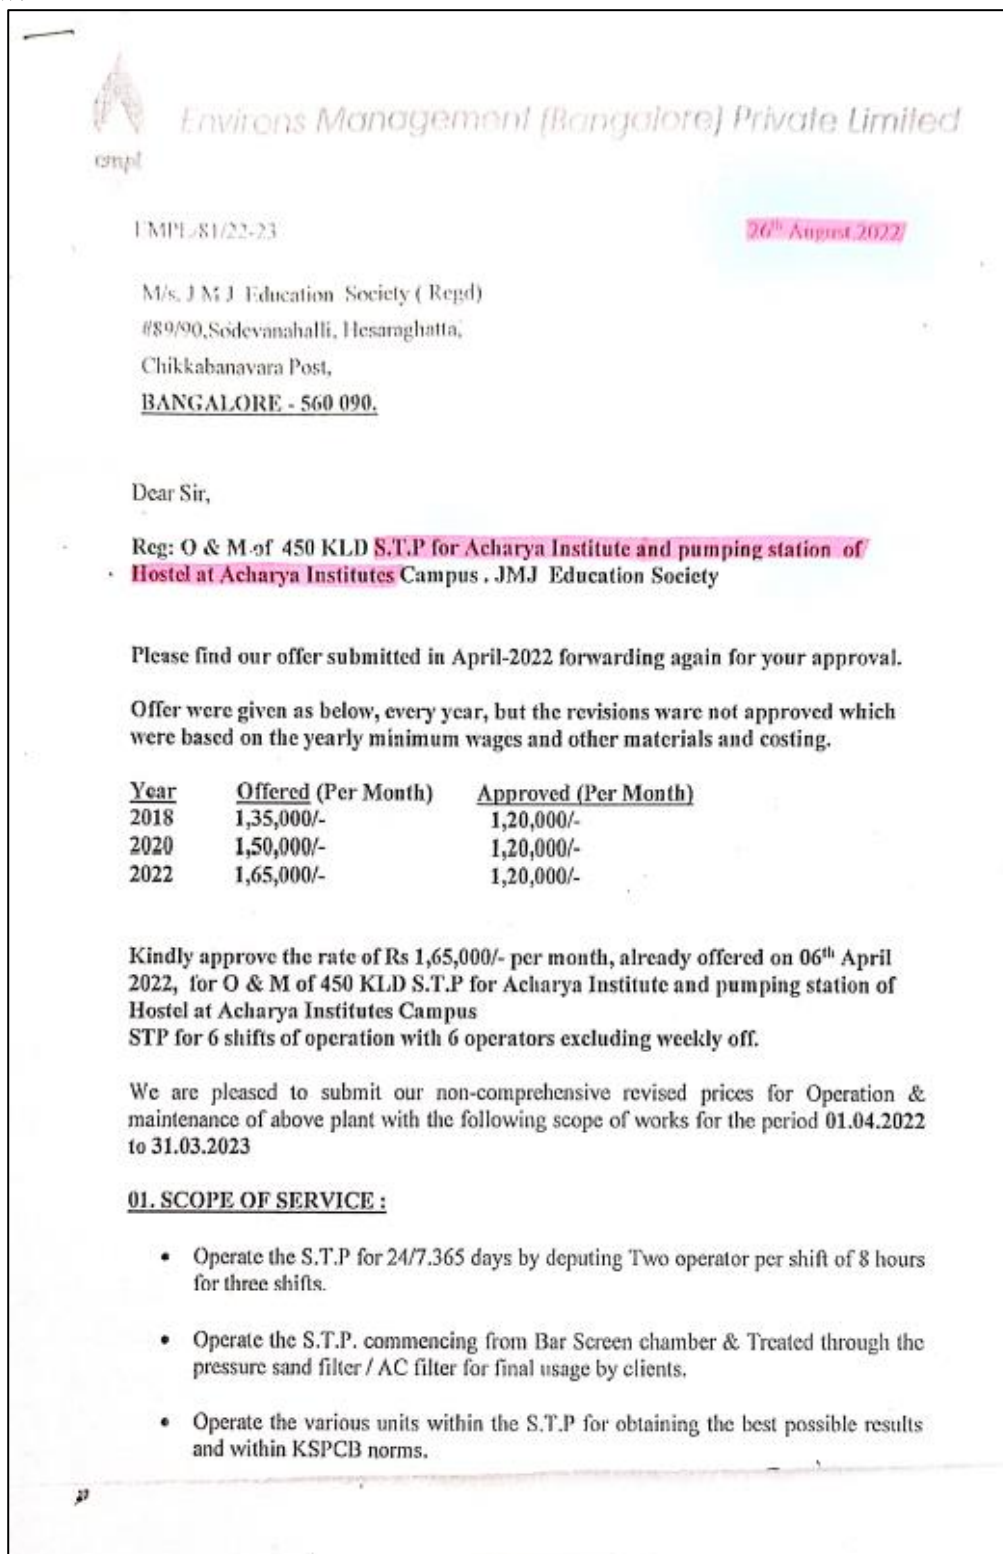 Environs Management (Bangalore) Private Limited
empl
EMPL/81/22-23
26th August 2022
M/s. J M J Education Society ( Regd)
#89/90,Sodevanahalli, Hesaraghatta,
Chikkabanavara Post,
BANGALORE - 560 090.
Dear Sir,
Reg: O & M of 450 KLD S.T.P for Acharya Institute and pumping station of
Hostel at Acharya Institutes Campus . JMJ Education Society
Please find our offer submitted in April-2022 forwarding again for your approval.
Offer were given as below, every year, but the revisions ware not approved which
were based on the yearly minimum wages and other materials and costing.
Year Offered (Per Month) Approved (Per Month)
2018 1,35,000/- 1,20,000/-
2020 1,50,000/- 1,20,000/-
2022 1,65,000/- 1,20,000/-
Kindly approve the rate of Rs 1,65,000/- per month, already offered on 06th April
2022, for O & M of 450 KLD S.T.P for Acharya Institute and pumping station of
Hostel at Acharya Institutes Campus
STP for 6 shifts of operation with 6 operators excluding weekly off.
We are pleased to submit our non-comprehensive revised prices for Operation &
maintenance of above plant with the following scope of works for the period 01.04.2022
to 31.03.2023
01. SCOPE OF SERVICE :
• Operate the S.T.P for 24/7.365 days by deputing Two operator per shift of 8 hours
for three shifts.
• Operate the S.T.P. commencing from Bar Screen chamber & Treated through the
pressure sand filter / AC filter for final usage by clients.
• Operate the various units within the S.T.P for obtaining the best possible results
and within KSPCB norms.